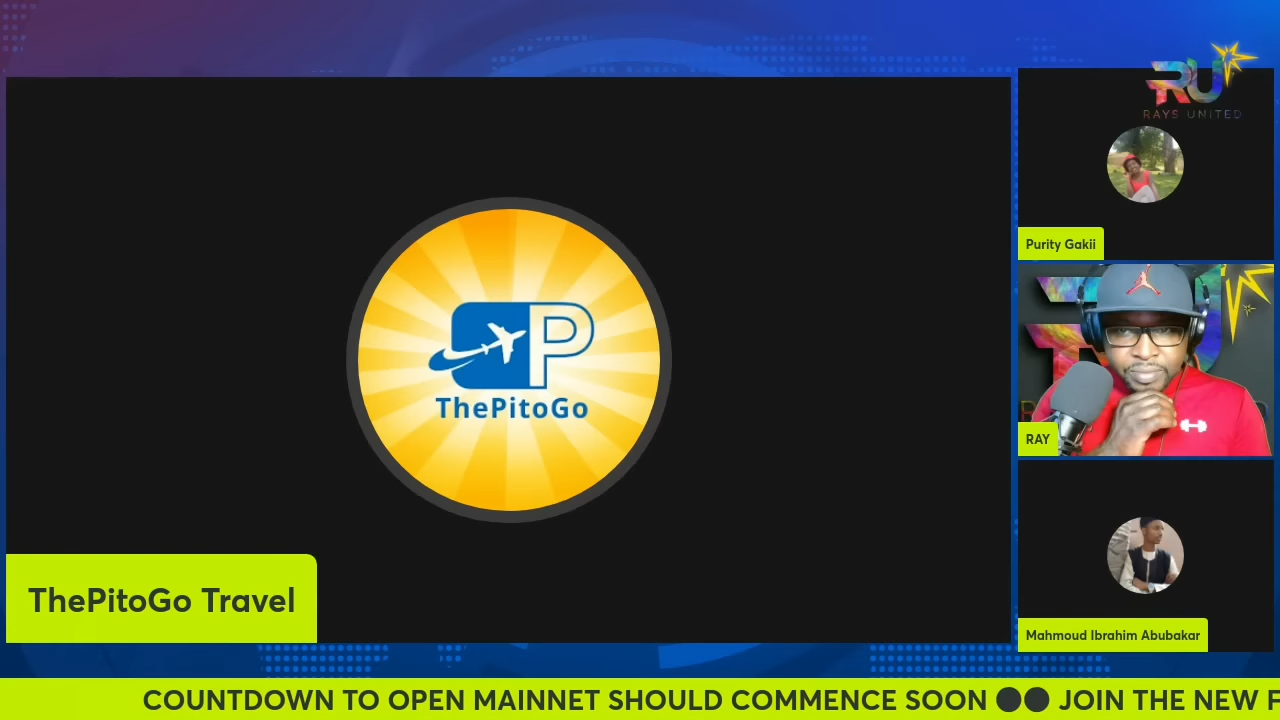 RU
RAYS UNITED
P
ThePitoGo
ThePitoGo Travel
Purity Gakii
RAY
Mahmoud Ibrahim Abubakar
COUNTDOWN TO OPEN MAINNET SHOULD COMMENCE SOON ⚫⚫ JOIN THE NEW F